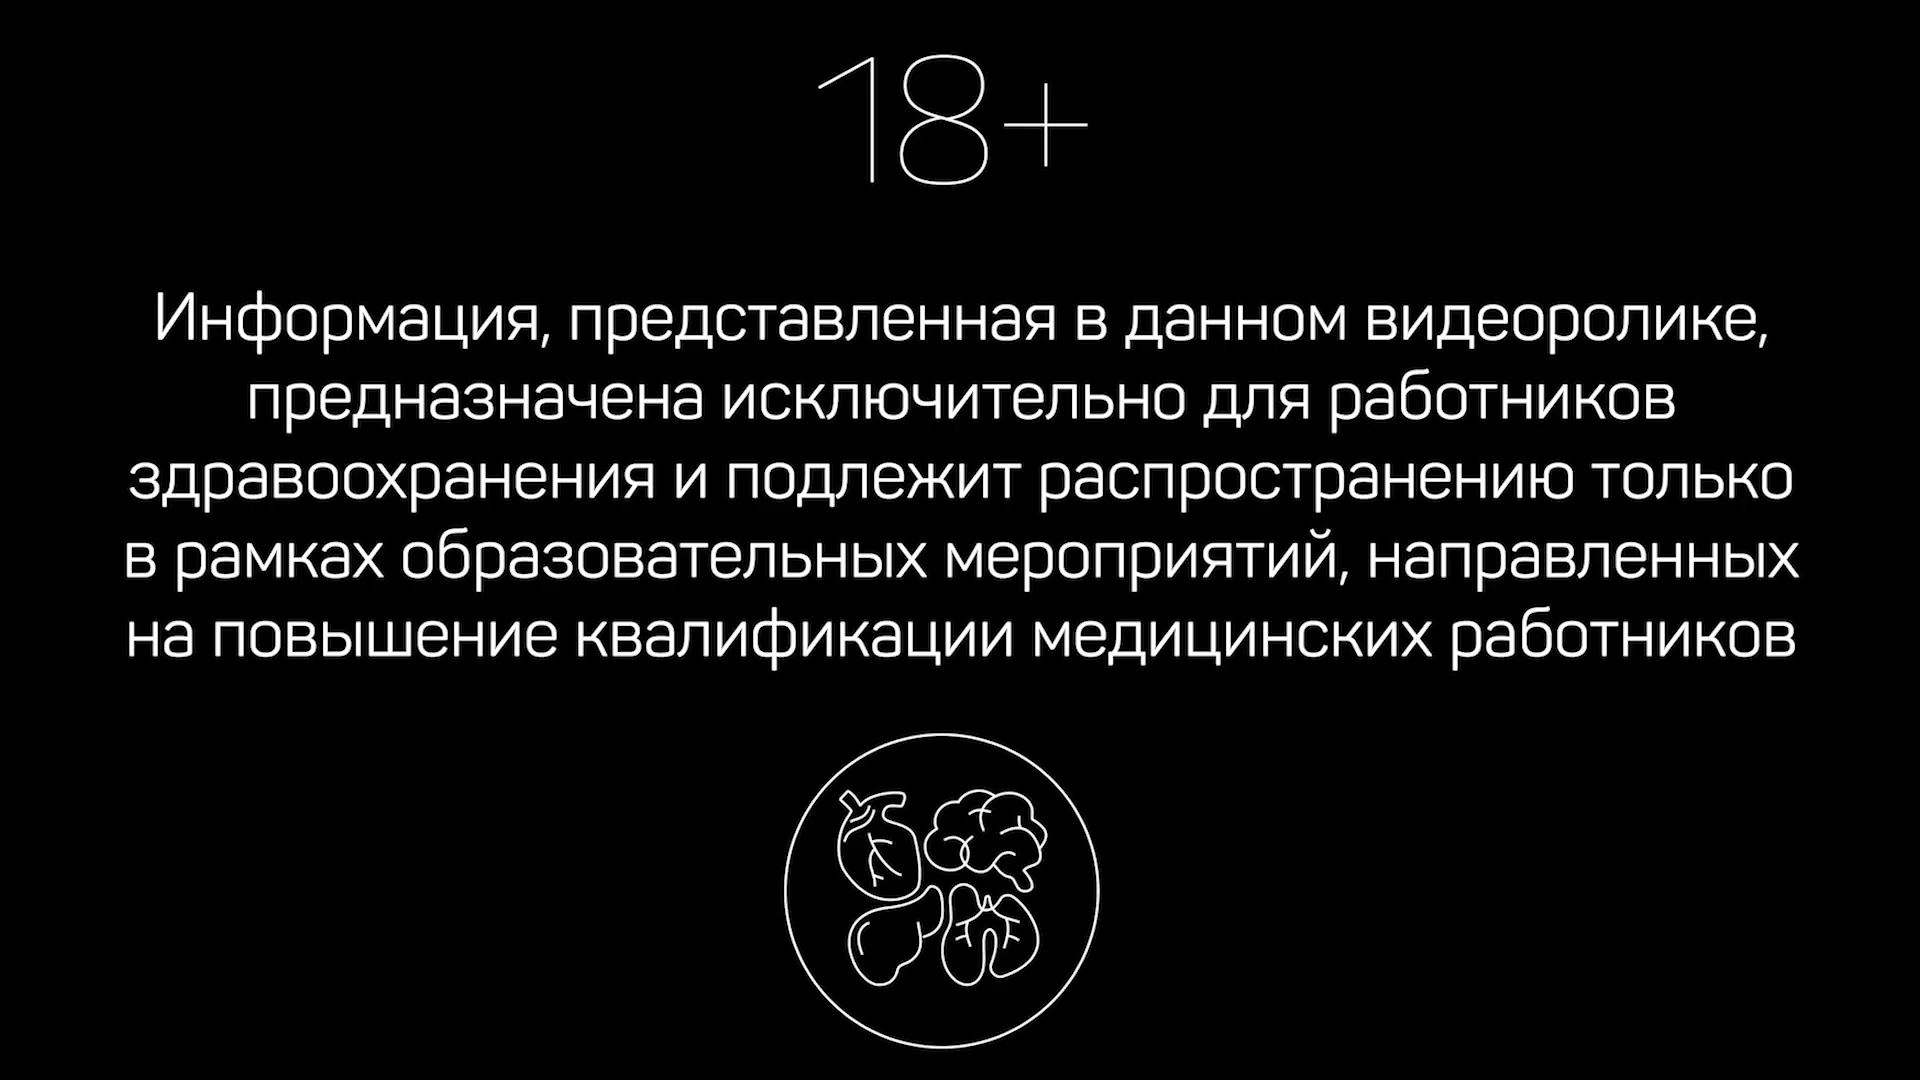 18+
Информация, представленная в данном видеоролике,
предназначена исключительно для работников
здравоохранения и подлежит распространению только
в рамках образовательных мероприятий, направленных
на повышение квалификации медицинских работников